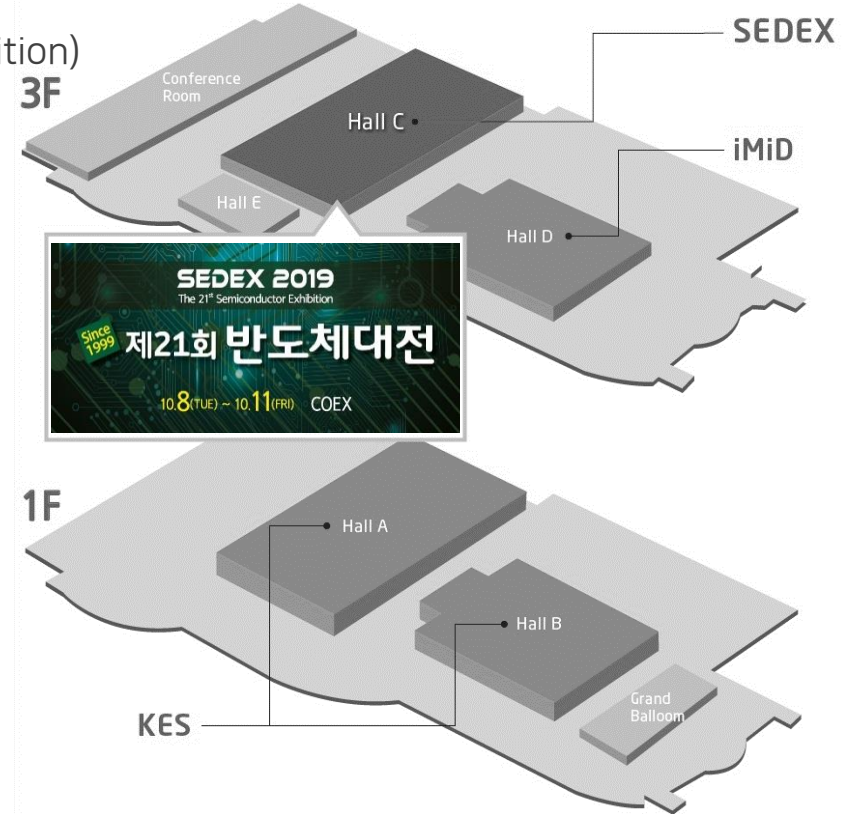 ition)
3F
SEDEX
Conference
Room
Hall C
iMiD
Hall E
Hall D
SEDEX 2019
The 21st Semiconductor Exhibition
Since
1999
제21회 반도체대전
10.8(TUE) ~ 10.11(FRI) COEX
1F
Hall A
Hall B
Grand
Balloom
KES